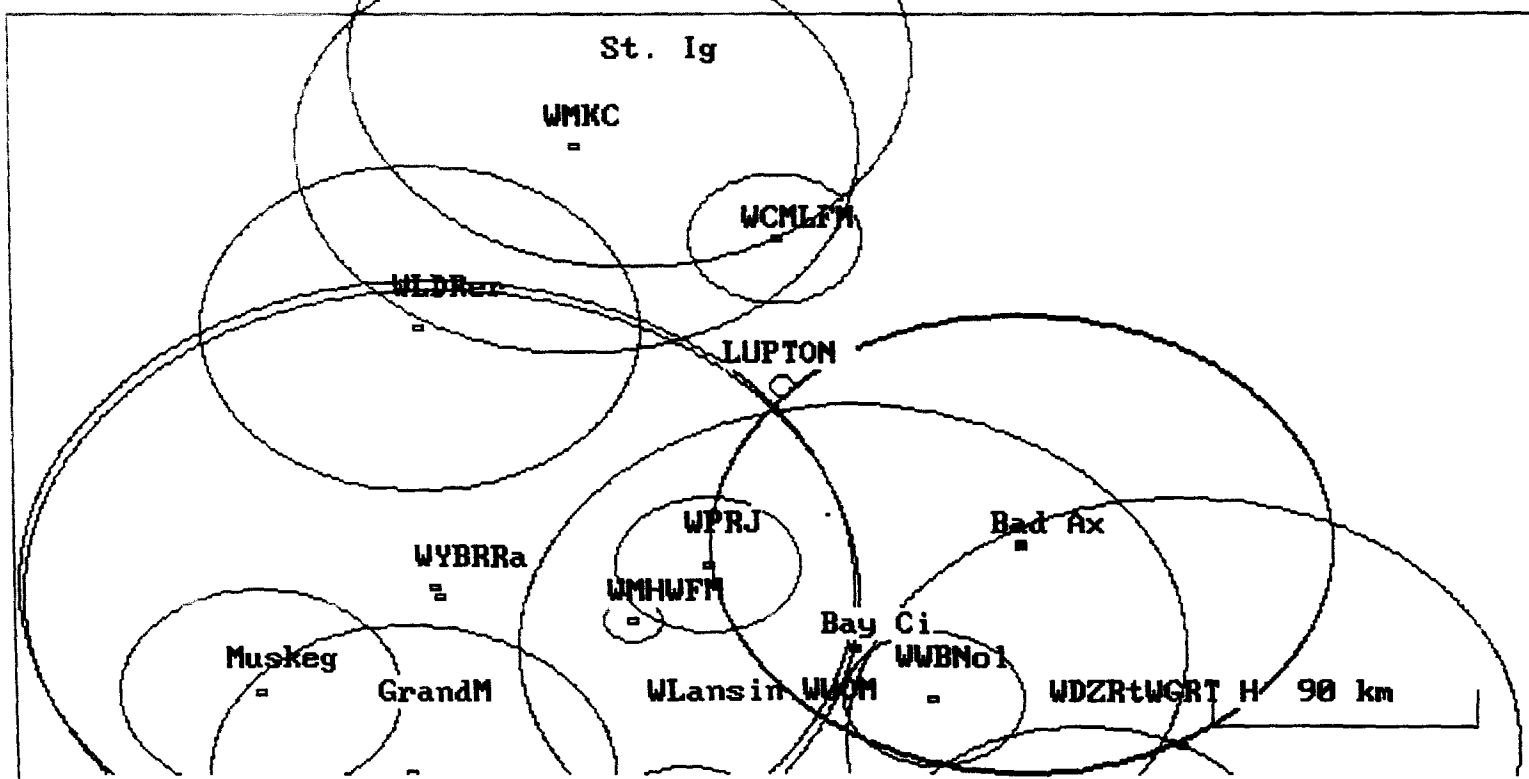 St. Ig
WMKC
WCMLFM
WLDRer
LUPTON
WPRJ
Bad Ax
WYBRRa
WMHWFM
Bay Ci
Muskeg
WWBNol
GrandM
WLansin
WDZRtWGRT H
90 km